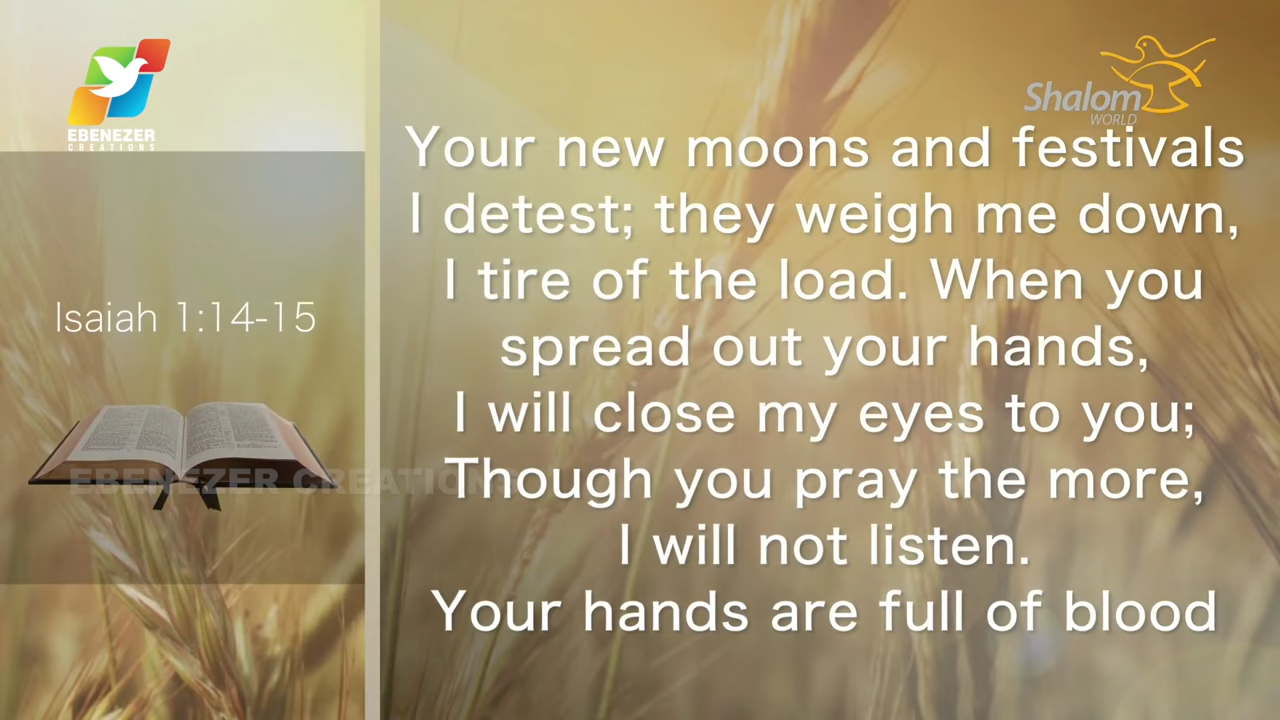 EBENEZER
CREATIONS
Shalom
WORLD
Isaiah 1:14-15
EBENEZER CREATIONS
Your new moons and festivals
I detest; they weigh me down,
I tire of the load. When you
spread out your hands,
I will close my eyes to you;
Though you pray the more,
I will not listen.
Your hands are full of blood